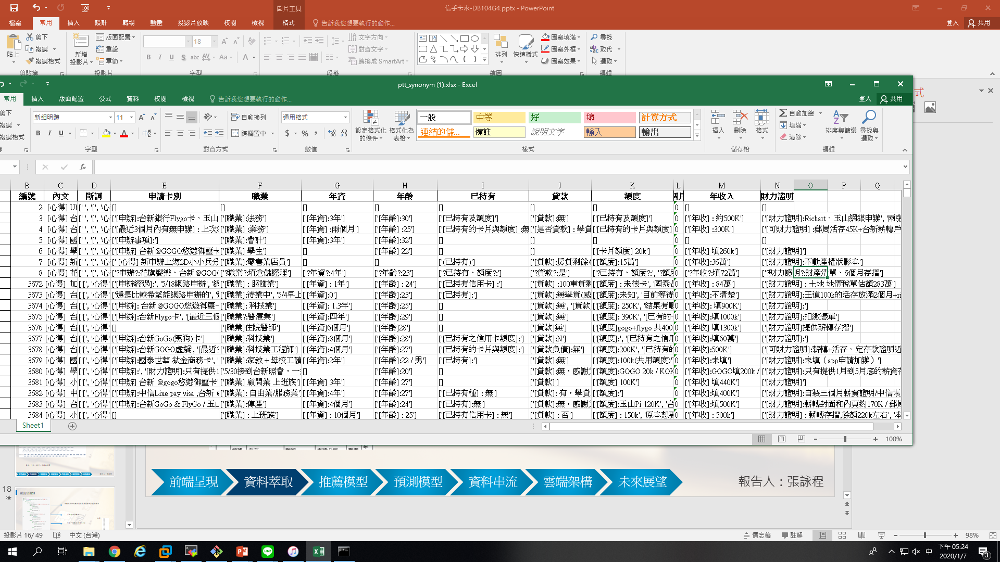 圖片工具
信手卡來-DB104G4.pptx - PowerPoint
檔案 常用 插入 設計 轉場 動畫 投影片放映 校閱 檢視 格式 告訴我您想要執行的動作... 登入 共用
剪下 複製 複製格式 貼上 剪貼簿
新增 投影片 版面配置 重設 章節 投影片
18 字型
文字方向 對齊文字 轉換成 SmartArt 段落
排列 快速樣式 圖案填滿 圖案外框 圖案效果 繪圖
尋找 取代 選取 編輯
ptt_synonym (1).xlsx - Excel
常用 插入 版面配置 公式 資料 校閱 檢視 告訴我您想要執行的動作... 登入 共用
剪下 複製 複製格式
新細明體 11 字型
自動換列 跨欄置中 對齊方式
通用格式 數值
設定格式化的條件 格式化為表格
一般 中等 好 壞 計算方式
連結的儲... 備註 說明文字 輸入 輸出
樣式
插入 刪除 格式 儲存格
自動加總 填滿 清除 排序與篩選 尋找與選取 編輯
B C D E F G H I J K L M N O P Q
編號 內文 斷詞 申請卡別 職業 年資 年齡 已持有 貸款 額度 個月 年收入 財力證明
2 [心得] UI [' ', '[', '心 [] [] [] [] [] [] [] 0 [] []
3 [心得] 台 [' ', '[', '心 ['[申辦]:台新銀行Flygo卡、玉山 ['[職業]:法務'] ['[年資]:3年'] ['[年齡]:30'] ['[已持有及額度]'] ['[貸款]:無'] ['[已持有及額度]'] 0 ['[年收] : 約500K'] ['[財力證明]:Richart、玉山網銀申辦', '兩張
4 [心得] 台 [' ', '[', '心 ['[最近3個月內有無申辦] : 上次 ['[職業] :業務'] ['[年資] :兩個月'] ['[年齡] :25'] ['[已持有的卡片與額度] :無 ['[是否貸款] : 學貸 ['[已持有的卡片與額度] 0 ['[年收] :300K'] ['[可財力證明] :郵局活存45K+台新薪轉戶
5 [心得] 國 [' ', '[', '心 ['[申辦事項]:'] ['[職業]:會計'] ['[年資]:3年'] ['[年齡]:32'] [] [] [] 0 [] []
6 [心得] 學 [' ', '[', '心 ['[申辦] 台新@GOGO悠遊御璽卡 ['[職業] 學生'] [] ['[年齡] 22'] [] [] ['[卡片額度] 20k'] 0 ['[年收] 填260k'] ['[財力證明]']
7 [心得] 新 [' ', '[', '心 [' [心得] 新申辦上海2D小小兵分 ['[職業]:零售業店員'] [] [] ['(已持有)'] ['[貸款]:房貸剩餘4 ['[額度]:15萬'] 0 ['[年收]:36萬'] ['[財力證明]:不動產權狀影本']
8 [心得] 花 [' ', '[', '心 ['?申辦?:花旗饗樂、台新@GOGO ['?職業?:填倉儲經理'] ['?年資?:4年'] ['?年齡?:23'] ['?已持有、額度?:'] ['?貸款?:是'] ['?已持有、額度?:', '?額度 0 ['?年收?:填72萬'] ['?財力證明?:財產清單、6個月存摺']
3672 [心得] 加 ['[', '心得' ['[申辦經過]:', '5/18網路申辦', '網 ['[職業] : 服飾業'] ['[年資] : 1年'] ['[年齡] : 24'] ['[已持有信用卡] :'] ['[貸款] :100車貸剩 ['[額度] : 未核卡', '國泰長 0 ['[年收] : 84萬'] ['[財力證明] : 土地 地價稅單估額283萬']
3673 [心得] 台 ['[', '心得' ['還是比較希望能網路申辦的', ' ['[職業]:待業中', '5/4早上 ['[年資]:0'] ['[年齡]:23'] ['[已持有]:'] ['[貸款]:無學貸(感 ['[額度]:未知', '目前等待 0 ['[年收]:不清楚'] ['[財力證明]:王道100k的活存放滿2個月+ri
3674 [心得] 台 ['[', '心得' ['[申辦]: 台新@GOGO悠遊御璽 ['[職業]: 科技業'] ['[年資]: 1.3年'] ['[年齡]:25'] [] ['[貸款]:無', '[貸款 ['[額度]: 250K', '結果有順 0 ['[年收]: 填900K'] ['[財力證明]:']
3675 [心得] 台 ['[', '心得' ['[申辦]:台新Flygo卡', '[最近三個 ['[職業?:醫療業'] ['[年資]:四年'] ['[年齡]:29'] [] ['[貸款]:無'] ['[額度]: 390K', '[已有的 0 ['[年收]:填1000k'] ['[財力證明]:扣繳憑單']
3676 [心得] 台 ['[', '心得' [] ['[職業]住院醫師'] ['[年資]6個月'] ['[年齡]28'] [] ['[貸款]無'] ['[額度]gogo+flygo 共400 0 ['[年收] 填1300k'] ['[財力證明]提供薪轉存摺']
3677 [心得] 台 ['[', '心得' ['[申辦]:台新GoGo(黑狗)卡'] ['[職業]:科技業'] ['[年資]:8個月'] ['[年齡]:28'] ['[已持有之信用卡額度]:'] ['[貸款]:N'] ['[額度]:', '[已持有之信用 0 ['[年收]:填60萬'] ['[財力證明]:']
3678 [心得] 台 ['[', '心得' ['[申辦]:台新GOGO虛擬', '[最近 ['[職業]:科技業工程師'] ['[年資]:4個月'] ['[年齡]:27'] ['[已持有的卡片與額度]:'] ['[貸款負債]:無'] ['[額度]:200K', '[已持有的 0 ['[年收]:500K'] ['[可財力證明]:薪轉+活存、定存款證明近
3679 [心得] 國 ['[', '心得' ['[申辦]:國泰世華 鈦金商務卡', ' ['[職業]:家教＋母校工讀 ['[年資]:2年'] ['[年齡]:22 / 男'] ['[已持有]:'] ['[貸款]:無'] ['[額度]:100k(共用額度)' 0 ['[年收]:未填'] ['[財力證明]:未填（app申請加辦）']
3680 [心得] 學 ['[', '心得' ['[申辦]:', '[財力證明]:只有提供1 ['5/30接到台新照會，一 [] ['[年齡]:20'] [] ['[貸款]:無，感謝 ['[額度]:GOGO 20k / KOK 0 ['[年收]:GOGO填200k / ['[財力證明]:只有提供1月到5月底的薪資存
3681 [心得] 小 ['[', '心得' ['[申辦] 台新 @gogo悠遊御璽卡' ['[職業] 顧問業 上班族'] ['[年資] 3年'] ['[年齡] 27'] [] ['[貸款]'] ['[額度] 100K'] 0 ['[年收] 填440K'] ['[財力證明]']
3682 [心得] 中 ['[', '心得' ['[申辦]:中信Line pay visa ,台新 @ ['[職業]: 自由業/服務業' ['[年資]:4年'] ['[年齡]:27'] ['[已持有種] : 無'] ['[貸款]: 有，學貸 ['[額度]:'] 0 ['[年收]:填400K'] ['[財力證明]:自製三個月薪資證明/中信帳
3683 [心得] 台 ['[', '心得' ['[申辦]:台新GoGo & FlyGo / 玉山 ['[職業]:傳產'] ['[年資]:4個月'] ['[年齡]:24'] ['[已持有]:無'] ['[貸款]:無，感謝 ['[額度]:玉山Pi 120K', '台 0 ['[年收]:填500K'] ['[財力證明]:薪轉封面和內頁約170K / 郵局
3684 [心得] 小 ['[', '心得' [] ['[職業] : 上班族'] ['[年資] : 10個月'] ['[年齡] : 25'] ['[已持有信用卡] : 無'] ['[貸款] : 否'] ['[額度] : 150k', '原本想要 0 ['[年收] : 500k'] ['[財力證明] : 薪轉存摺,餘額220k左右', '本
Sheet1
100%
前端呈現 資料萃取 推薦模型 預測模型 資料串流 雲端架構 未來展望 報告人：張詠程
18
投影片 16/ 49 中文 (台灣) 備忘稿 註解 98%
中 下午 05:24
2020/1/7
3